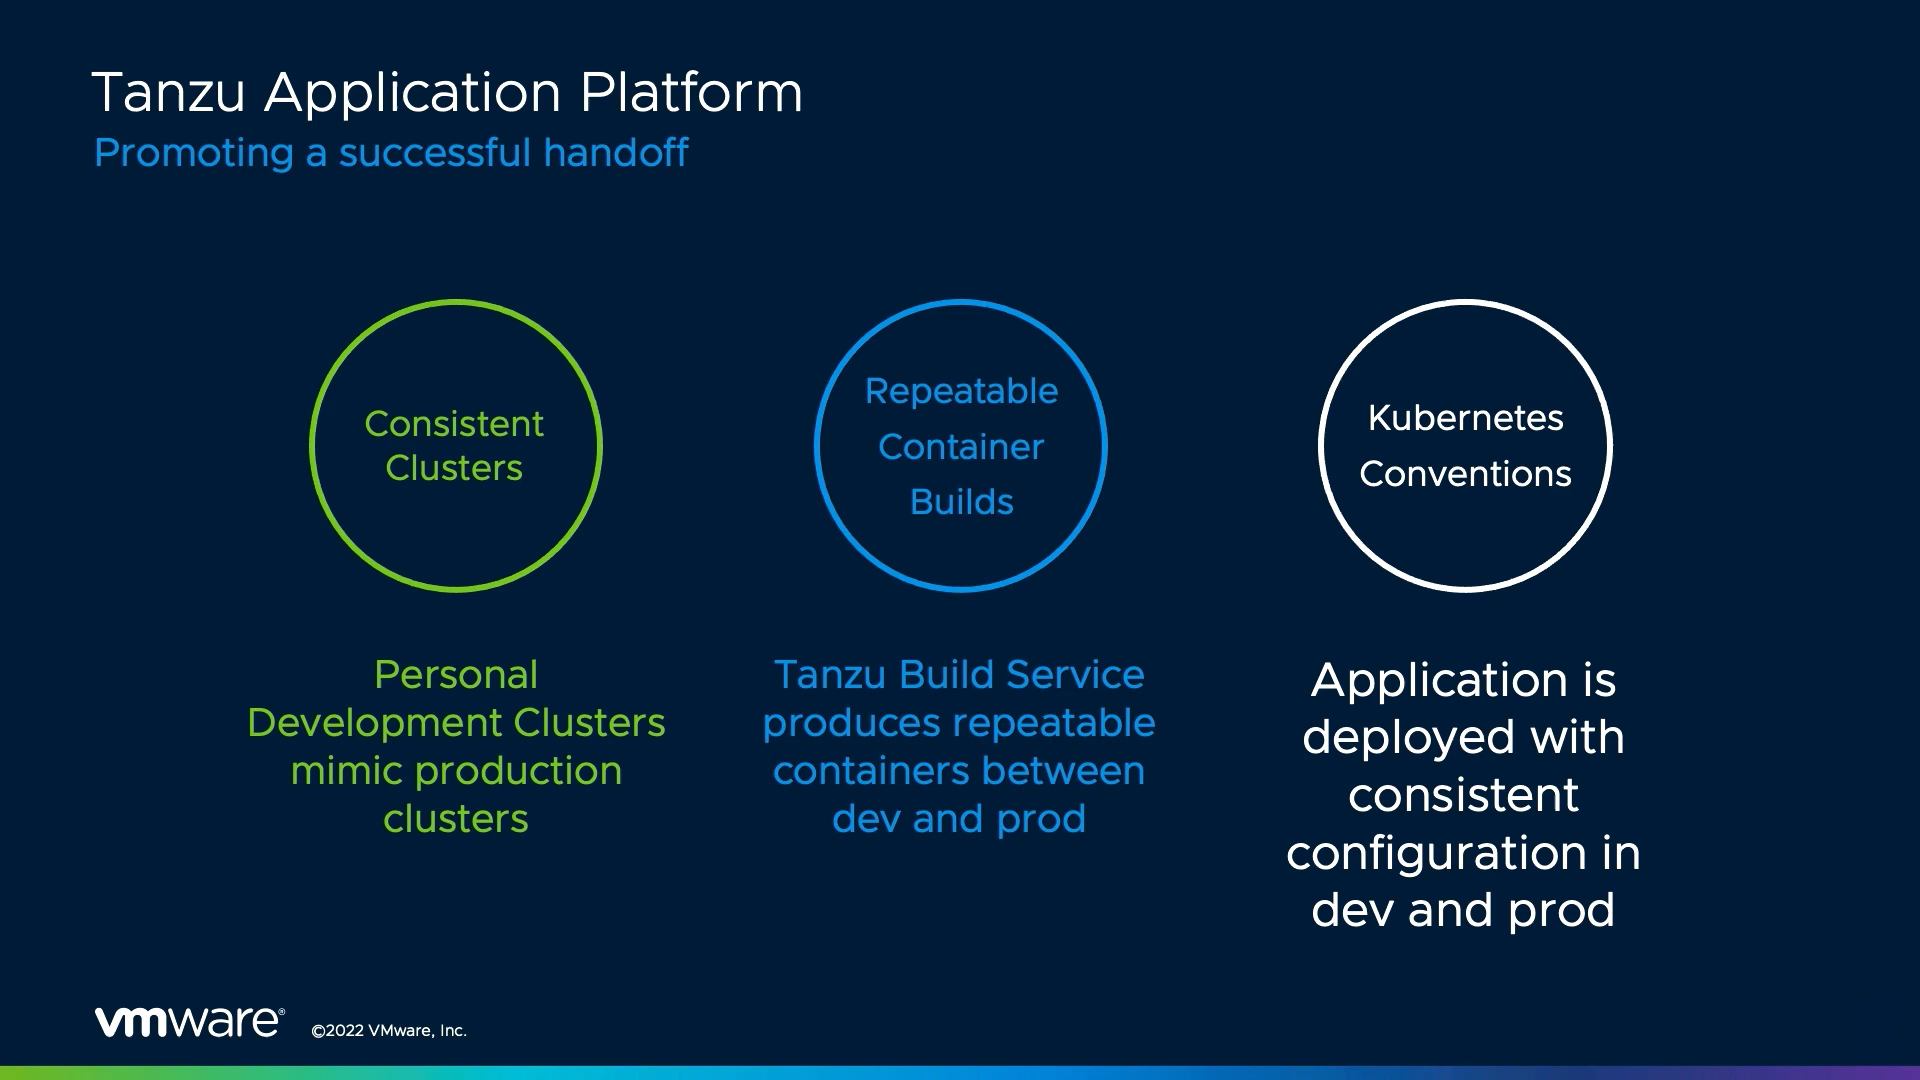 Tanzu Application Platform
Promoting a successful handoff
Consistent
Clusters
Repeatable
Container
Builds
Kubernetes
Conventions
Personal
Development Clusters
mimic production
clusters
Tanzu Build Service
produces repeatable
containers between
dev and prod
Application is
deployed with
consistent
configuration in
dev and prod
vmware®
©2022 VMware, Inc.